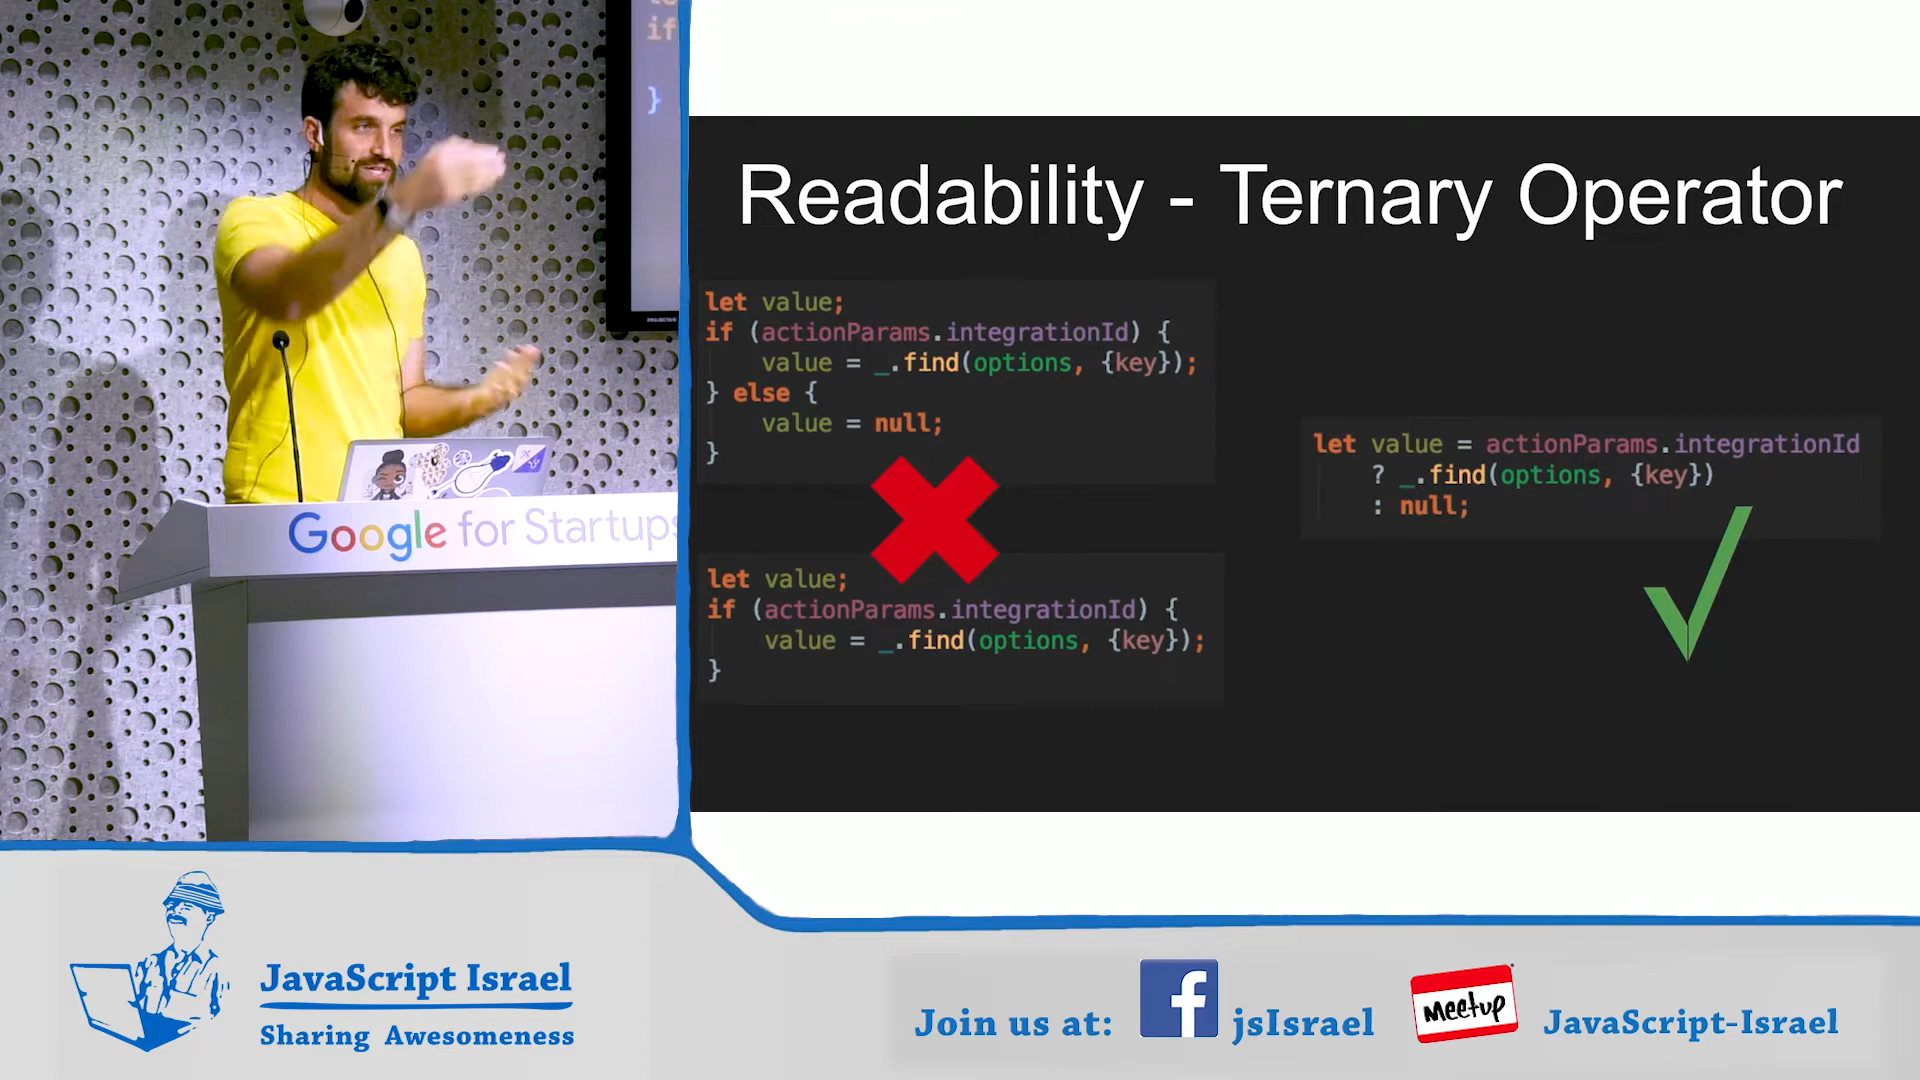 if
}
Google for Startups
Readability - Ternary Operator
let value;
if (actionParams.integrationId) {
value = _.find(options, {key});
} else {
value = null;
}
let value;
if (actionParams.integrationId) {
value = _.find(options, {key});
}
let value = actionParams.integrationId
? _.find(options, {key})
: null;
JavaScript Israel
Sharing Awesomeness
Join us at:
f
jsIsrael
Meetup
JavaScript-Israel